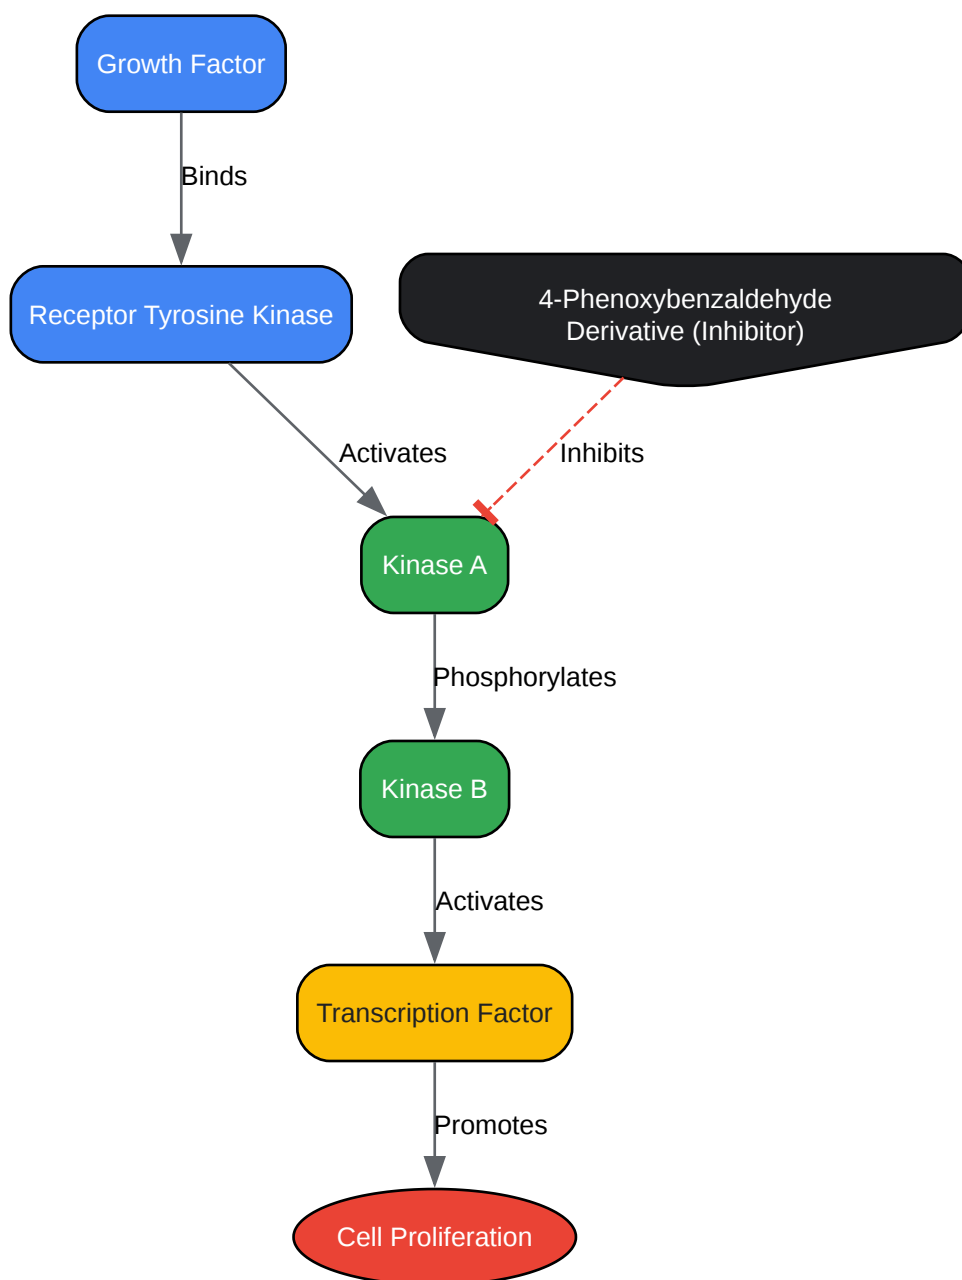 Growth Factor
Binds
Receptor Tyrosine Kinase
4-Phenoxybenzaldehyde
Derivative (Inhibitor)
Activates
Inhibits
Kinase A
Phosphorylates
Kinase B
Activates
Transcription Factor
Promotes
Cell Proliferation